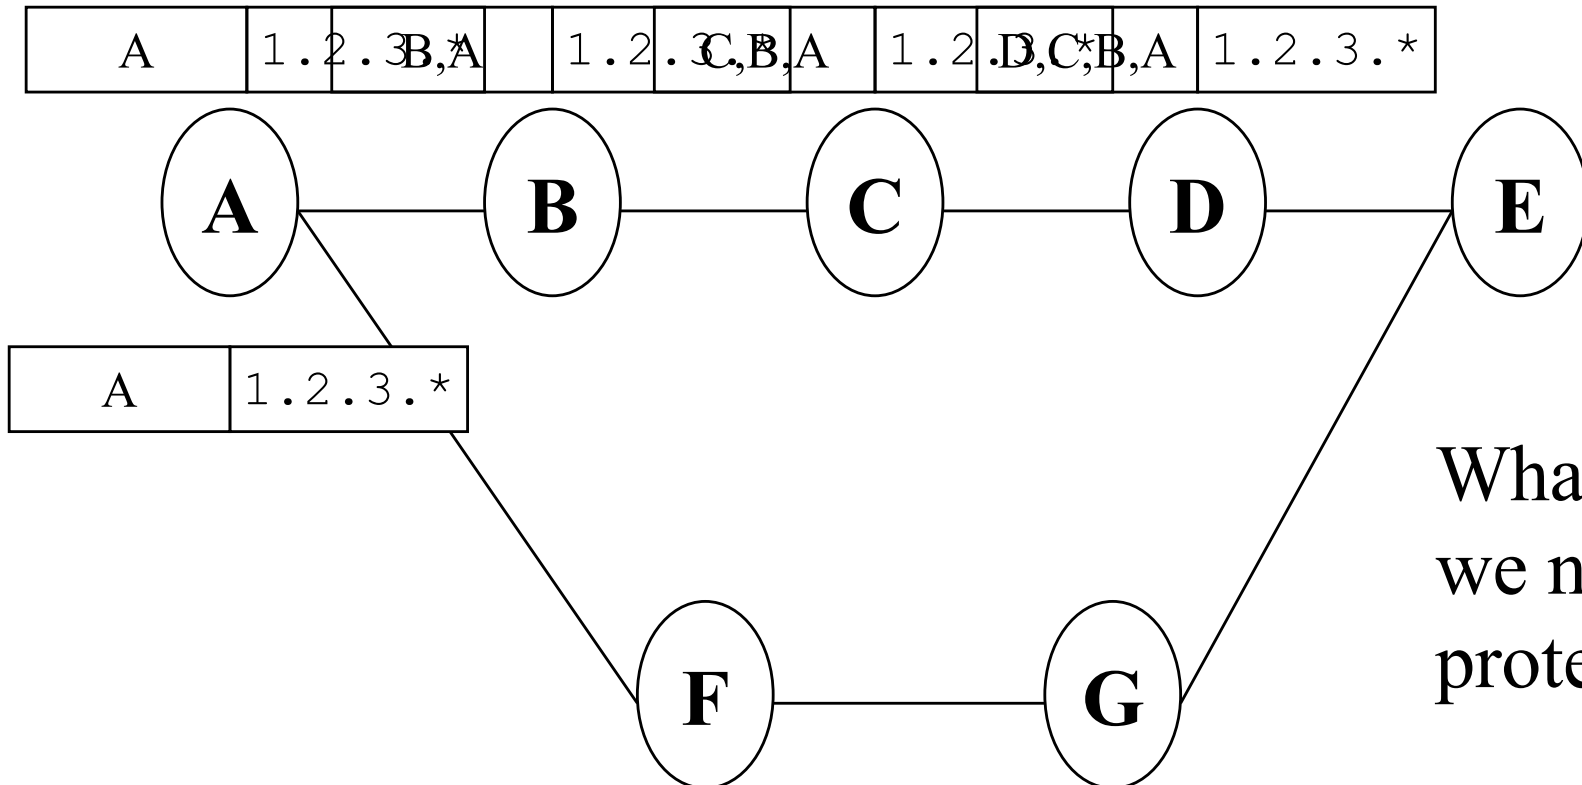 A 1.2.3.* B,A 1.2.3.* C,B,A 1.2.3.* D,C,B,A 1.2.3.*
A B C D E
A 1.2.3.*
Wha
we n
prote
F G